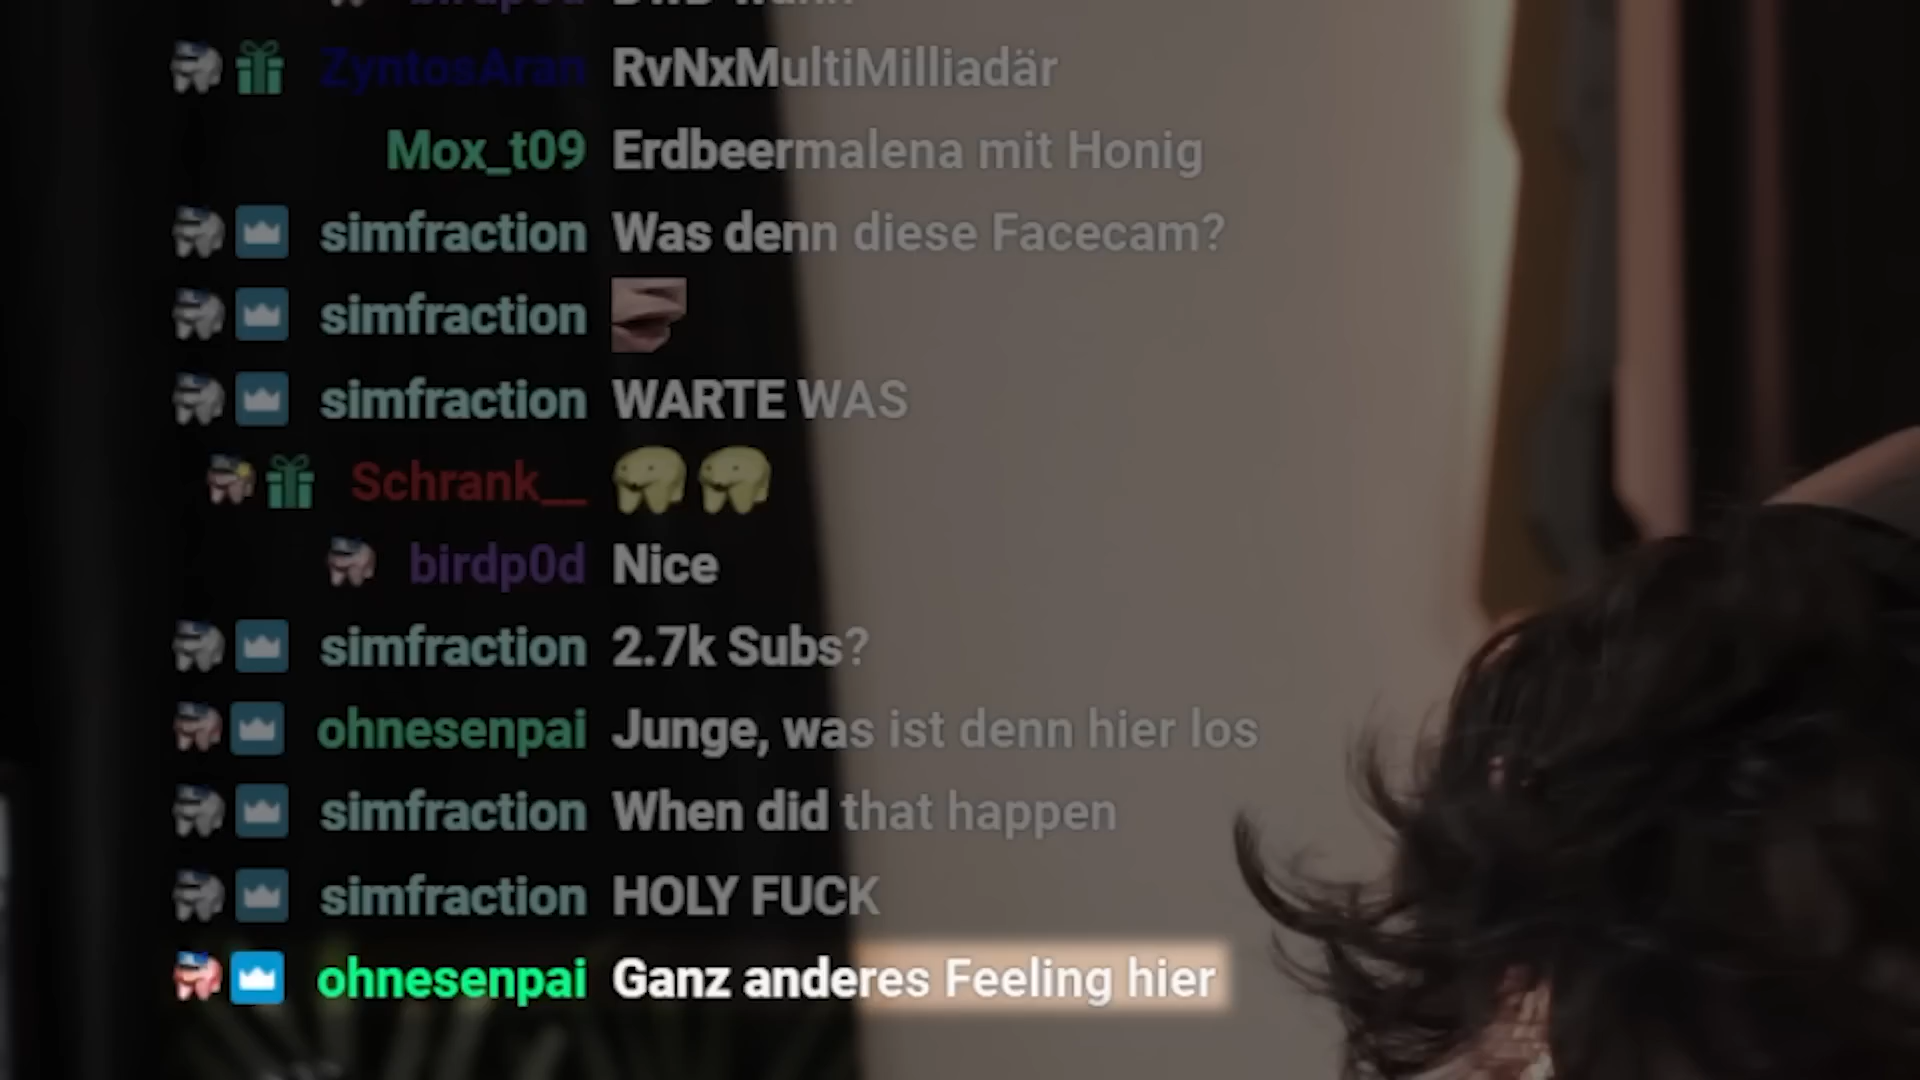 ZyntosAran RvNxMultiMilliadär
Mox_t09 Erdbeermalena mit Honig
simfraction Was denn diese Facecam?
simfraction
simfraction WARTE WAS
Schrank__
birdp0d Nice
simfraction 2.7k Subs?
ohnesenpai Junge, was ist denn hier los
simfraction When did that happen
simfraction HOLY FUCK
ohnesenpai Ganz anderes Feeling hier